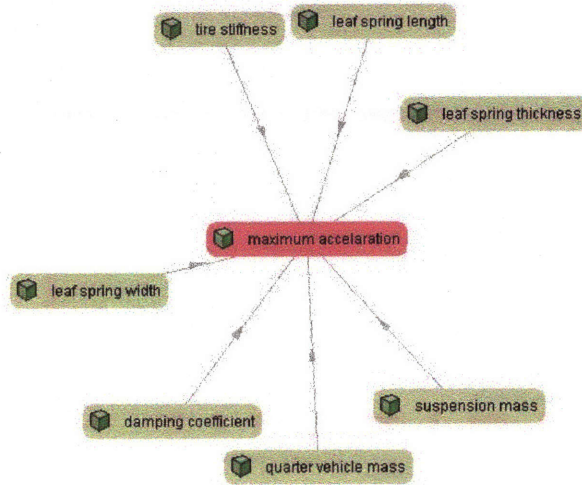 tire stiffness
leaf spring length
leaf spring thickness
maximum accelaration
leaf spring width
damping coefficient
suspension mass
quarter vehicle mass